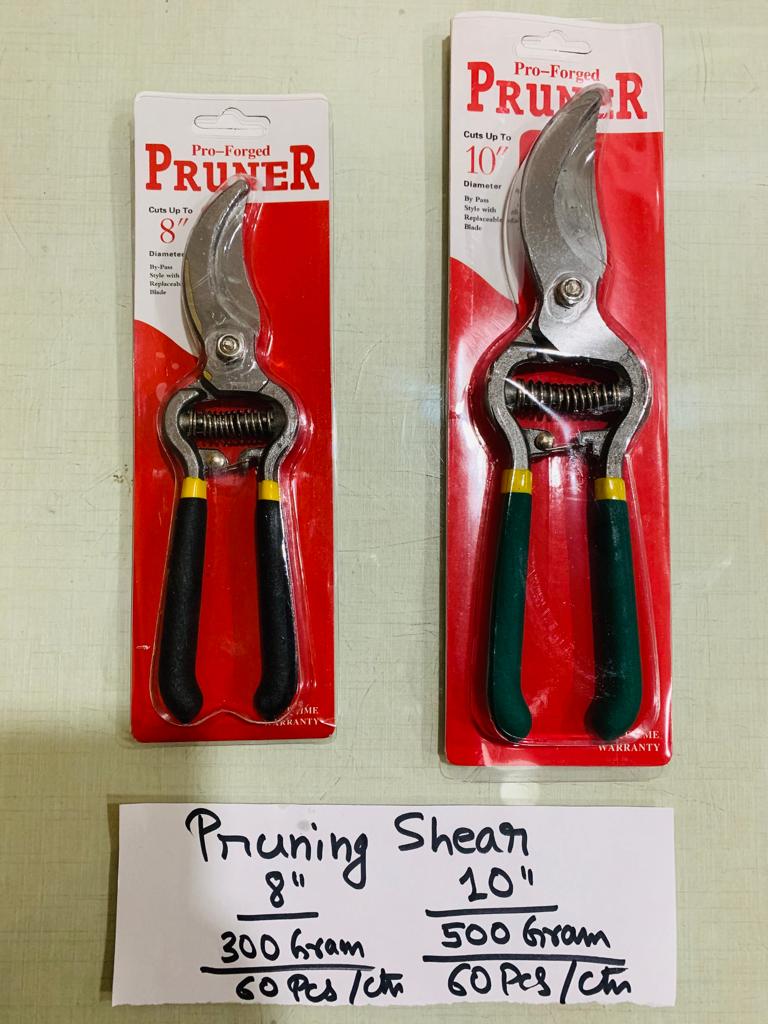 Pro-Forged
PRUNER
Cuts Up To
8"
Diameter
By-Pass
Style with
Replaceab
Blade
WARRANTY
Pro-Forged
PRUNER
Cuts Up To
10"
Diameter
By Pass
Style with
Replaceable
Blade
WARRANTY
Pruning Shear
8" 10"
300 Gram 500 Gram
60 Pcs/ctn 60 Pcs/ctn